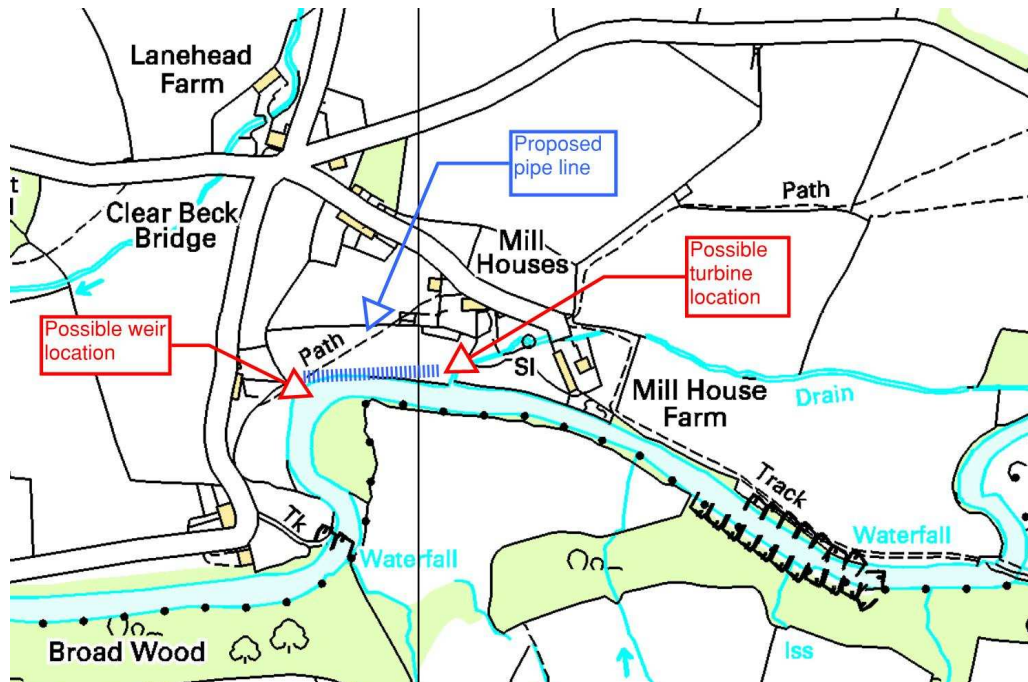 Lanehead
Farm
Proposed
pipe line
Path
t
Clear Beck
Bridge
Mill
Houses
Possible
turbine
location
Possible weir
location
Path
SI
Mill House
Farm
Drain
Track
Tk
Waterfall
Waterfall
Broad Wood
Iss